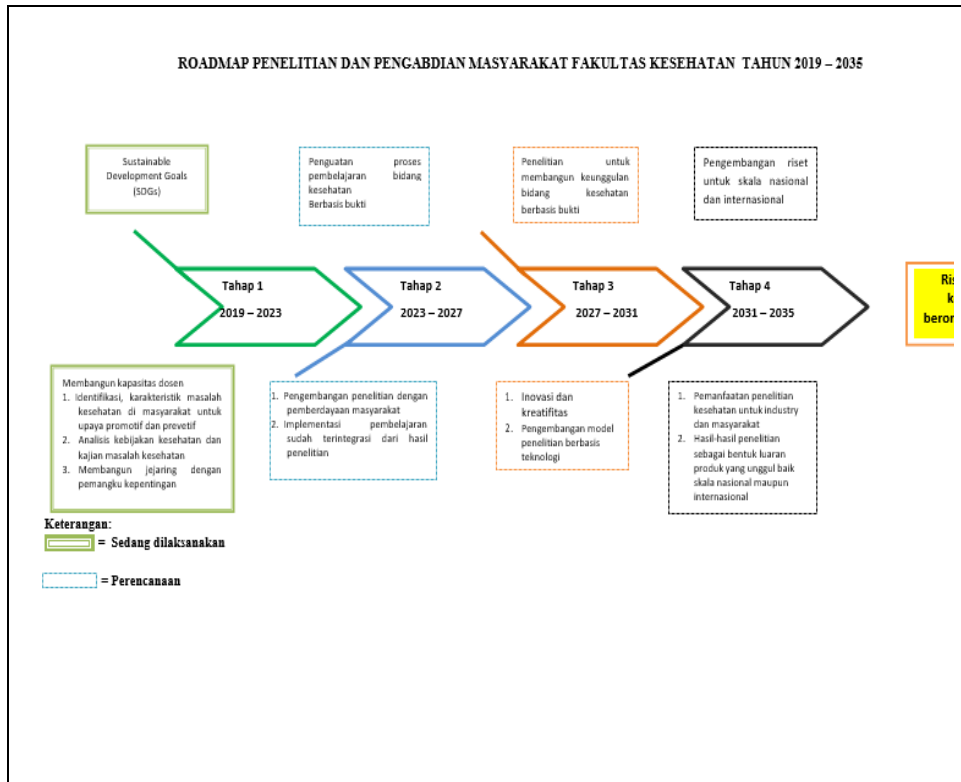 ROADMAP PENELITIAN DAN PENGABDIAN MASYARAKAT FAKULTAS KESEHATAN TAHUN 2019 – 2035
Sustainable
Development Goals
(SDGs)
Penguatan proses
pembelajaran bidang
kesehatan
Berbasis bukti
Penelitian untuk
membangun keunggulan
bidang kesehatan
berbasis bukti
Pengembangan riset
untuk skala nasional
dan internasional
Tahap 1
2019 – 2023
Tahap 2
2023 – 2027
Tahap 3
2027 – 2031
Tahap 4
2031 – 2035
Membangun kapasitas dosen
1. Identifikasi, karakteristik masalah
kesehatan di masyarakat untuk
upaya promotif dan prevetif
2. Analisis kebijakan kesehatan dan
kajian masalah kesehatan
3. Membangun jejaring dengan
pemangku kepentingan
1. Pengembangan penelitian dengan
pemberdayaan masyarakat
2. Implementasi pembelajaran
sudah terintegrasi dari hasil
penelitian
1. Inovasi dan
kreatifitas
2. Pengembangan model
penelitian berbasis
teknologi
1. Pemanfaatan penelitian
kesehatan untuk industry
dan masyarakat
2. Hasil-hasil penelitian
sebagai bentuk luaran
produk yang unggul baik
skala nasional maupun
internasional
Keterangan:
= Sedang dilaksanakan
= Perencanaan